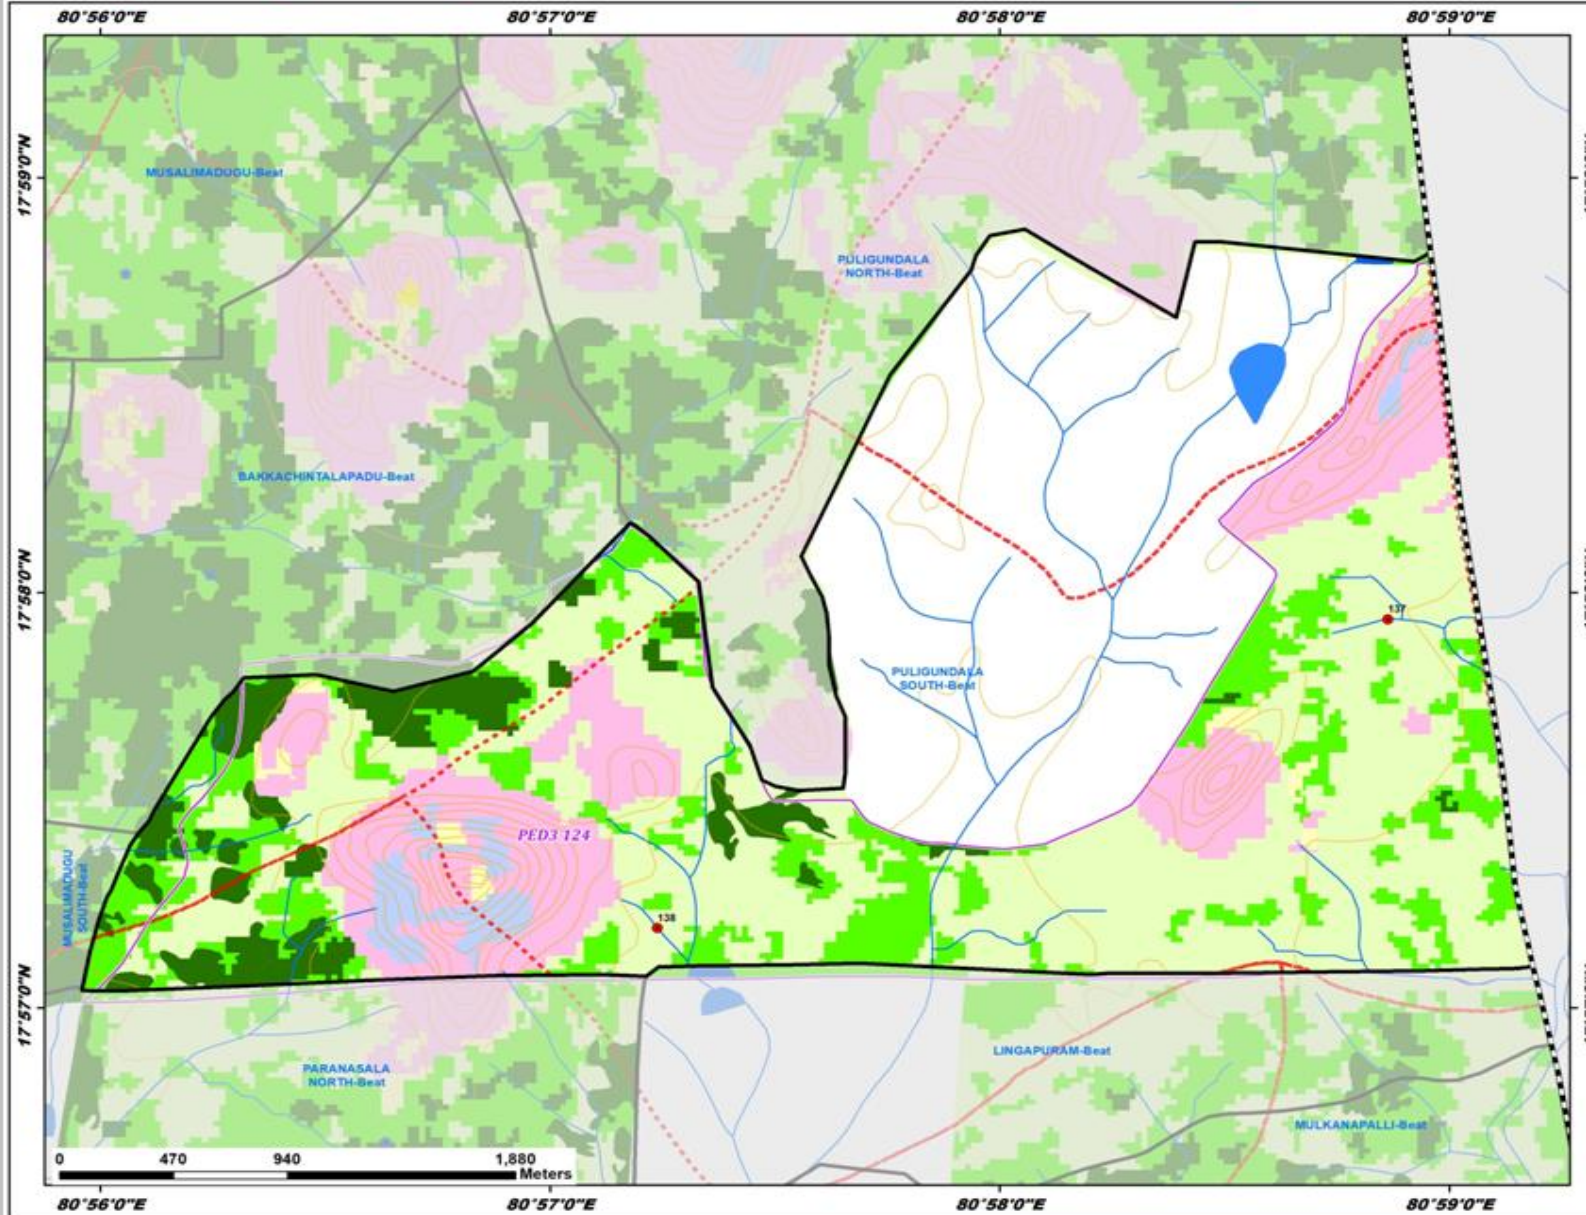 80°56'0"E 80°57'0"E 80°58'0"E 80°59'0"E
17°59'0"N
MUSALIMADUGU-Beat
PULIGUNDALA
NORTH-Beat
BAKKACHINTALAPADU-Beat
17°58'0"N
137
PULIGUNDALA
SOUTH-Beat
PED3 124
MUSALIMADUGU
SOUTH-Beat
138
17°57'0"N
LINGAPURAM-Beat
PARANASALA
NORTH-Beat
MULKANAPALLI-Beat
0 470 940 1,880
Meters
80°56'0"E 80°57'0"E 80°58'0"E 80°59'0"E